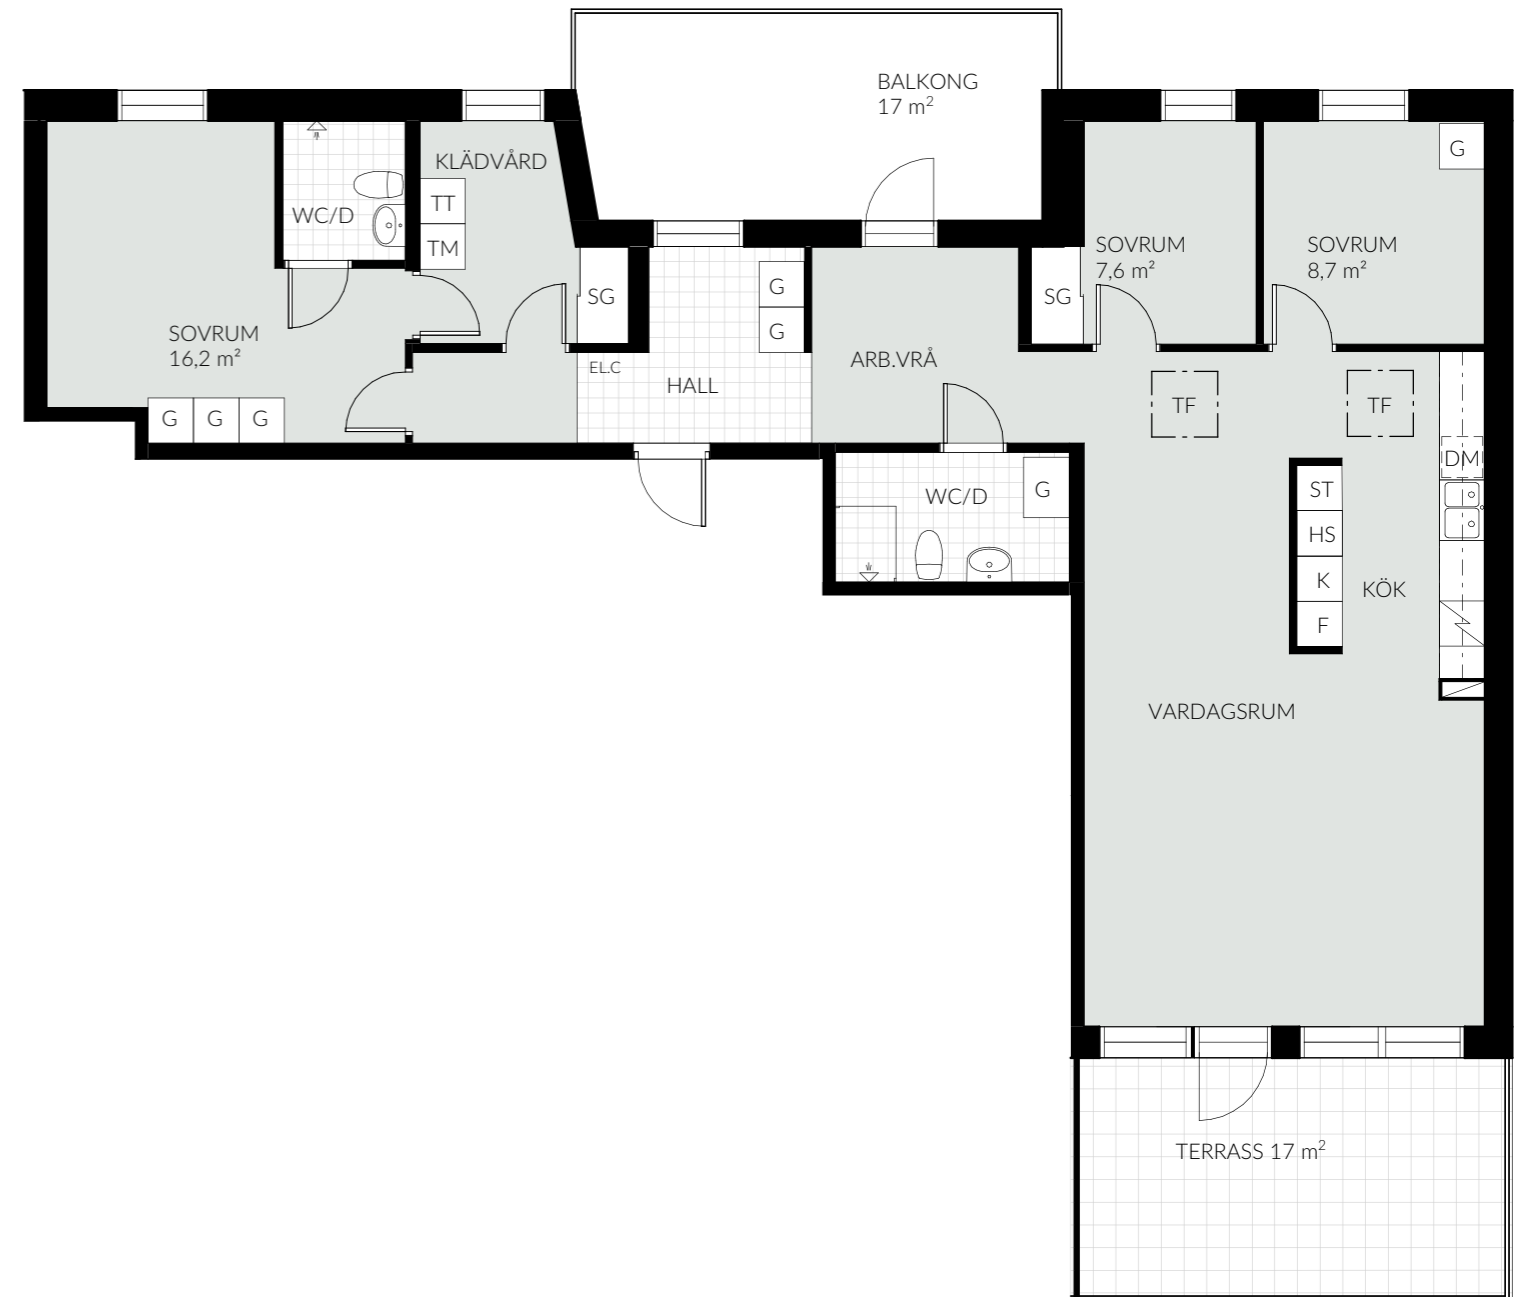 BALKONG
17 m²
KLÄDVÅRD
TT
TM
WC/D
SOVRUM
16,2 m²
G G G
SG
EL.C
HALL
G
G
ARB.VRÅ
SG
SOVRUM
7,6 m²
SOVRUM
8,7 m²
G
TF
TF
WC/D
G
DM
ST
HS
K
F
KÖK
VARDAGSRUM
TERRASS 17 m²